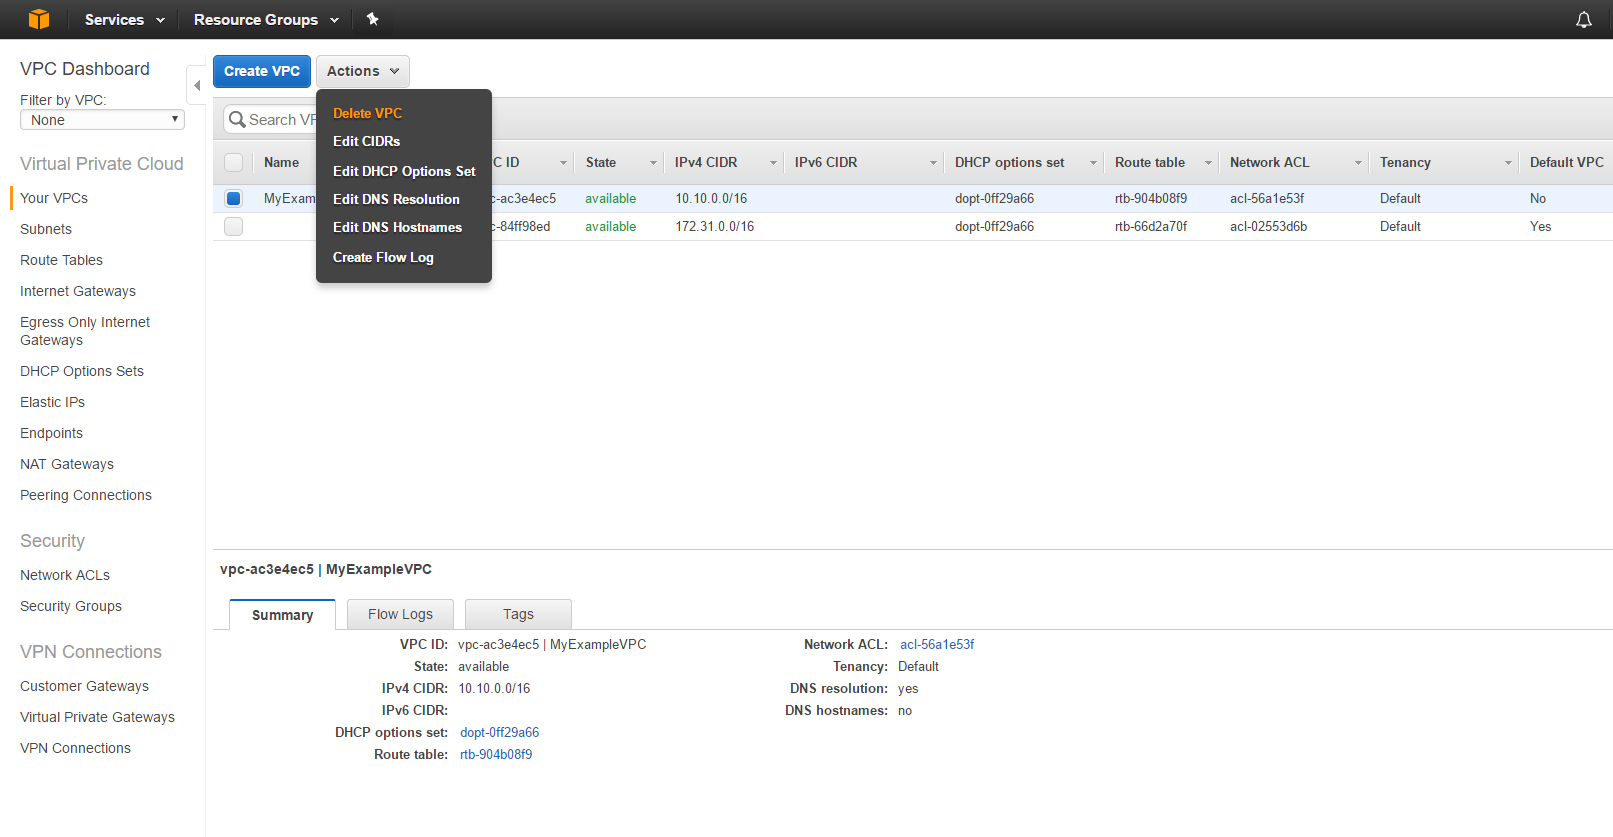 Services Resource Groups
VPC Dashboard
Filter by VPC:
None
Virtual Private Cloud
Your VPCs
Subnets
Route Tables
Internet Gateways
Egress Only Internet
Gateways
DHCP Options Sets
Elastic IPs
Endpoints
NAT Gateways
Peering Connections
Security
Network ACLs
Security Groups
VPN Connections
Customer Gateways
Virtual Private Gateways
VPN Connections
Create VPC Actions
Delete VPC
Edit CIDRs
Edit DHCP Options Set
Edit DNS Resolution
Edit DNS Hostnames
Create Flow Log
Search VP
Name C ID State IPv4 CIDR IPv6 CIDR DHCP options set Route table Network ACL Tenancy Default VPC
MyExam c-ac3e4ec5 available 10.10.0.0/16 dopt-0ff29a66 rtb-904b08f9 acl-56a1e53f Default No
c-84ff98ed available 172.31.0.0/16 dopt-0ff29a66 rtb-66d2a70f acl-02553d6b Default Yes
vpc-ac3e4ec5 | MyExampleVPC
Summary Flow Logs Tags
VPC ID: vpc-ac3e4ec5 | MyExampleVPC
State: available
IPv4 CIDR: 10.10.0.0/16
IPv6 CIDR:
DHCP options set: dopt-0ff29a66
Route table: rtb-904b08f9
Network ACL: acl-56a1e53f
Tenancy: Default
DNS resolution: yes
DNS hostnames: no